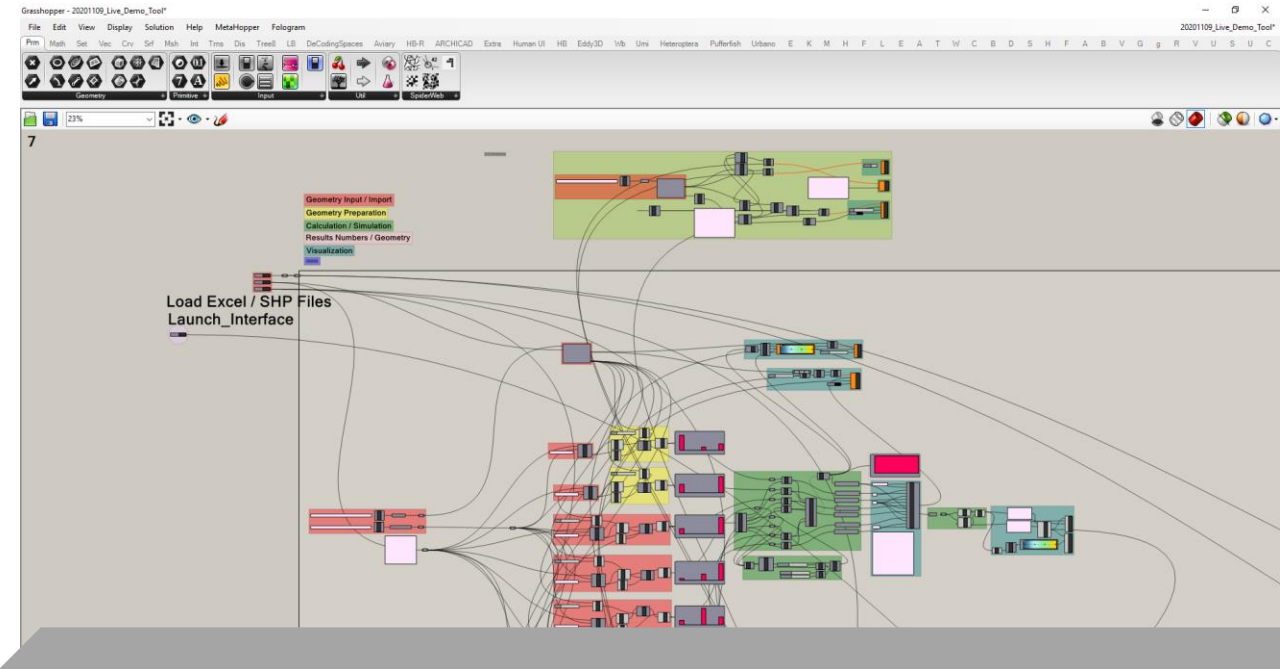 Grasshopper - 20201109_Live_Demo_Tool*
File Edit View Display Solution Help MetaHopper Fologram 20201109_Live_Demo_Tool*
Prm Math Set Vec Crv Srf Msh Int Trns Dis Tree8 LB DeCodingSpaces Aviary HB-R ARCHICAD Extra Human UI HB Eddy3D Wb Umi Heteroptera Pufferfish Urbano E K M H F L E A T W C B D S H F A B V G g R V U S U C
Geometry Primitive Input Util SpiderWeb
23%
7
Geometry Input / Import
Geometry Preparation
Calculation / Simulation
Results Numbers / Geometry
Visualization
Load Excel / SHP Files
Launch_Interface